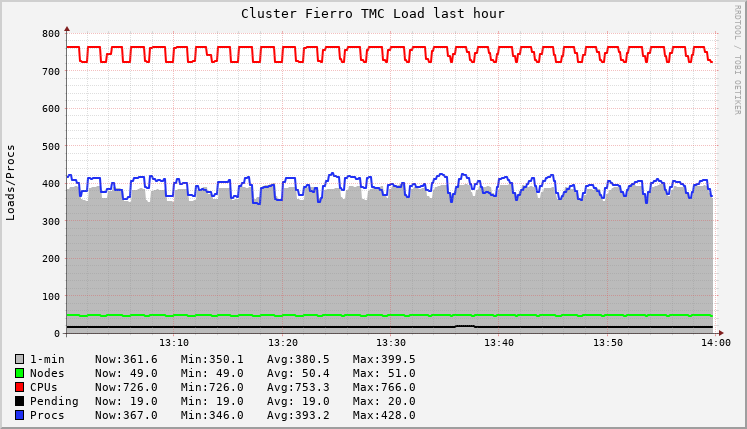 Cluster Fierro TMC Load last hour
RRDTOOL / TOBI OETIKER
Loads/Procs
800
700
600
500
400
300
200
100
0
13:10 13:20 13:30 13:40 13:50 14:00
1-min Now:361.6 Min:350.1 Avg:380.5 Max:399.5
Nodes Now: 49.0 Min: 49.0 Avg: 50.4 Max: 51.0
CPUs Now:726.0 Min:726.0 Avg:753.3 Max:766.0
Pending Now: 19.0 Min: 19.0 Avg: 19.0 Max: 20.0
Procs Now:367.0 Min:346.0 Avg:393.2 Max:428.0